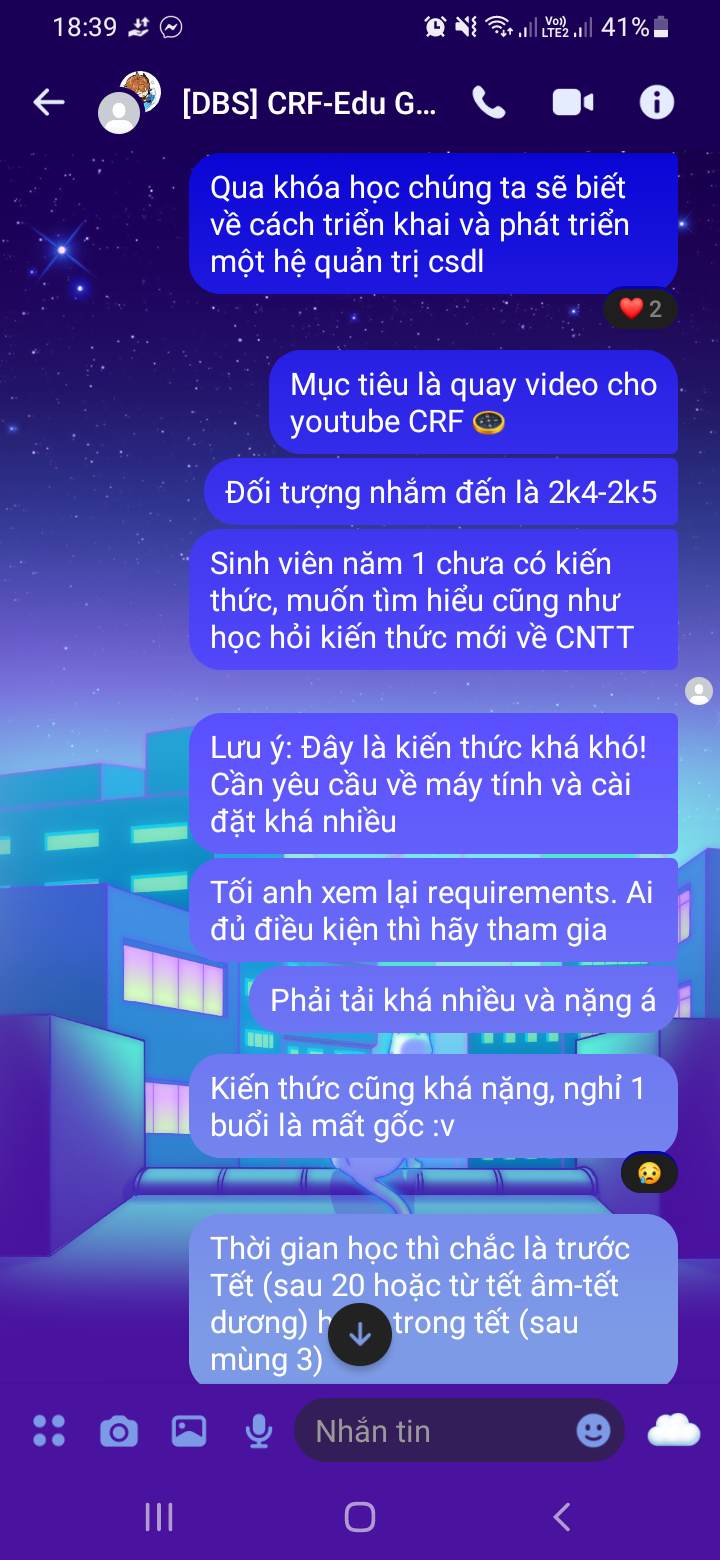 18:39
Vo)) LTE2 41%
[DBS] CRF-Edu G...
Qua khóa học chúng ta sẽ biết
về cách triển khai và phát triển
một hệ quản trị csdl
2
Mục tiêu là quay video cho
youtube CRF
Đối tượng nhắm đến là 2k4-2k5
Sinh viên năm 1 chưa có kiến
thức, muốn tìm hiểu cũng như
học hỏi kiến thức mới về CNTT
Lưu ý: Đây là kiến thức khá khó!
Cần yêu cầu về máy tính và cài
đặt khá nhiều
Tối anh xem lại requirements. Ai
đủ điều kiện thì hãy tham gia
Phải tải khá nhiều và nặng á
Kiến thức cũng khá nặng, nghỉ 1
buổi là mất gốc :v
Thời gian học thì chắc là trước
Tết (sau 20 hoặc từ tết âm-tết
dương) trong tết (sau
mùng 3)
Nhắn tin